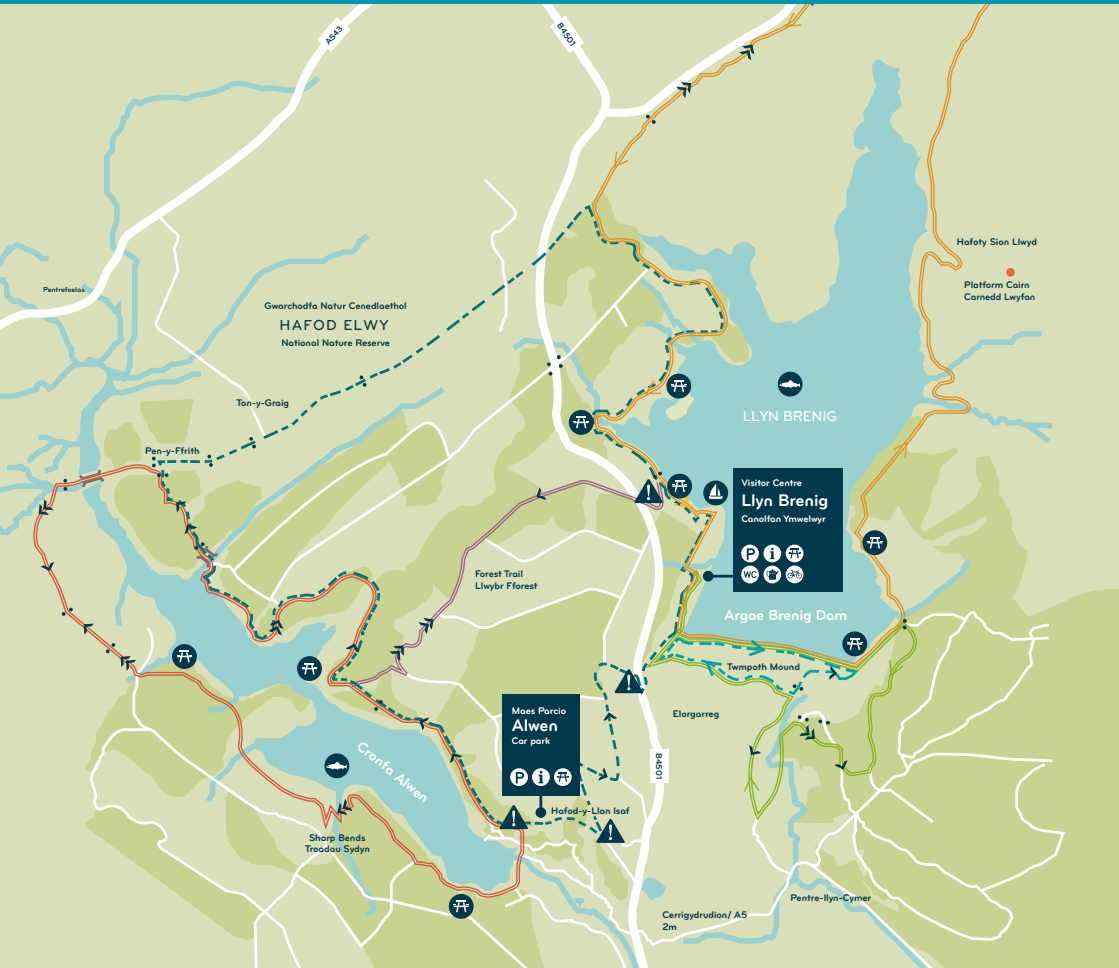 A543
B4501
Hafoty Sion Llwyd
Platform Cairn
Carnedd Lwyfan
Pentrefoelas
Gwarchodfa Natur Cenedlaethol
HAFOD ELWY
National Nature Reserve
Tan-y-Graig
LLYN BRENIG
Pen-y-Ffrith
Visitor Centre
Llyn Brenig
Canolfan Ymwelwyr
P i
WC
Forest Trail
Llwybr Fforest
Argae Brenig Dam
Twmpath Mound
Maes Parcio
Alwen
Car park
P i
Elorgarreg
Cronfa Alwen
B4501
Hafod-y-Llan Isaf
Sharp Bends
Troadau Sydyn
Pentre-llyn-Cymer
Cerrigydrudion/ A5
2m